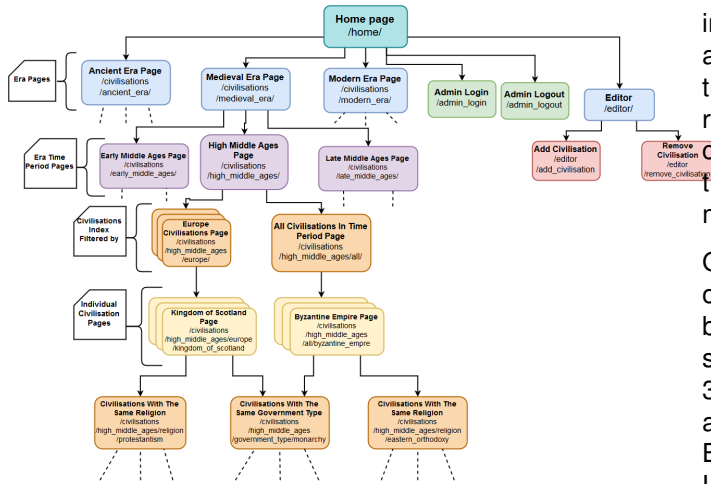 Home page
/home/
Era Pages
Ancient Era Page
/civilisations
/ancient_era/
Medieval Era Page
/civilisations
/medieval_era/
Modern Era Page
/civilisations
/modern_era/
Admin Login
/admin_login
Admin Logout
/admin_logout
Editor
/editor/
Era Time
Period Pages
Early Middle Ages Page
/civilisations
/early_middle_ages/
High Middle Ages
Page
/civilisations
/high_middle_ages/
Late Middle Ages Page
/civilisations
/late_middle_ages/
Add Civilisation
/editor
/add_civilisation
Remove
Civilisation
/editor
/remove_civilisation
Civilisations
Index
Filtered by
Europe
Civilisations Page
/civilisations
/high_middle_ages
/europe/
All Civilisations In Time
Period Page
/civilisations
/high_middle_ages/all/
Individual
Civilisation
Pages
Kingdom of Scotland
Page
/civilisations
/high_middle_ages/europe
/kingdom_of_scotland
Byzantine Empire Page
/civilisations
/high_middle_ages
/all/byzantine_empre
Civilisations With The
Same Religion
/civilisations
/high_middle_ages/religion
/protestantism
Civilisations With The
Same Government Type
/civilisations
/high_middle_ages
/government_type/monarchy
Civilisations With The
Same Religion
/civilisations
/high_middle_ages/religion
/eastern_orthodoxy